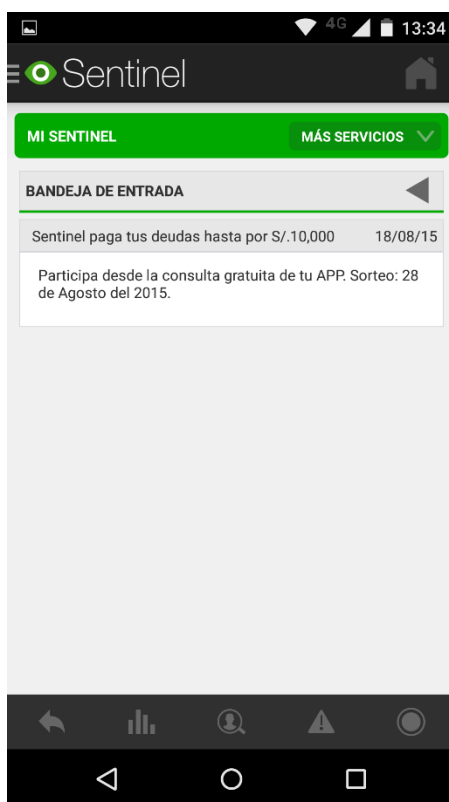 4G 13:34
Sentinel
MI SENTINEL MÁS SERVICIOS
BANDEJA DE ENTRADA
Sentinel paga tus deudas hasta por S/.10,000 18/08/15
Participa desde la consulta gratuita de tu APP. Sorteo: 28
de Agosto del 2015.